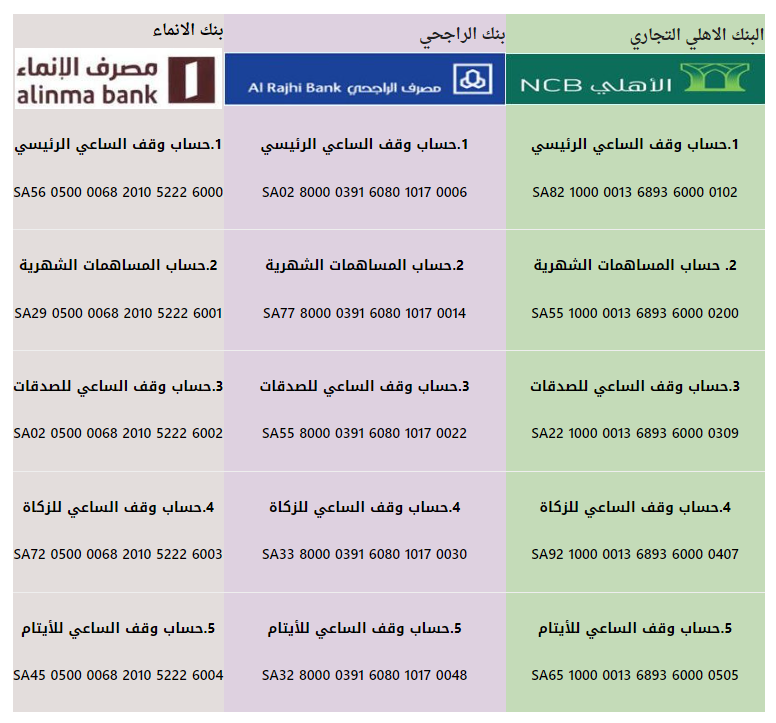 البنك الاهلي التجاري
الأهلي NCB
1.حساب وقف الساعي الرئيسي
SA82 1000 0013 6893 6000 0102
2. حساب المساهمات الشهرية
SA55 1000 0013 6893 6000 0200
3.حساب وقف الساعي للصدقات
SA22 1000 0013 6893 6000 0309
4.حساب وقف الساعي للزكاة
SA92 1000 0013 6893 6000 0407
5.حساب وقف الساعي للأيتام
SA65 1000 0013 6893 6000 0505
بنك الراجحي
مصرف الراجحي Al Rajhi Bank
1.حساب وقف الساعي الرئيسي
SA02 8000 0391 6080 1017 0006
2.حساب المساهمات الشهرية
SA77 8000 0391 6080 1017 0014
3.حساب وقف الساعي للصدقات
SA55 8000 0391 6080 1017 0022
4.حساب وقف الساعي للزكاة
SA33 8000 0391 6080 1017 0030
5.حساب وقف الساعي للأيتام
SA32 8000 0391 6080 1017 0048
بنك الانماء
مصرف الإنماء
alinma bank
1.حساب وقف الساعي الرئيسي
SA56 0500 0068 2010 5222 6000
2.حساب المساهمات الشهرية
SA29 0500 0068 2010 5222 6001
3.حساب وقف الساعي للصدقات
SA02 0500 0068 2010 5222 6002
4.حساب وقف الساعي للزكاة
SA72 0500 0068 2010 5222 6003
5.حساب وقف الساعي للأيتام
SA45 0500 0068 2010 5222 6004